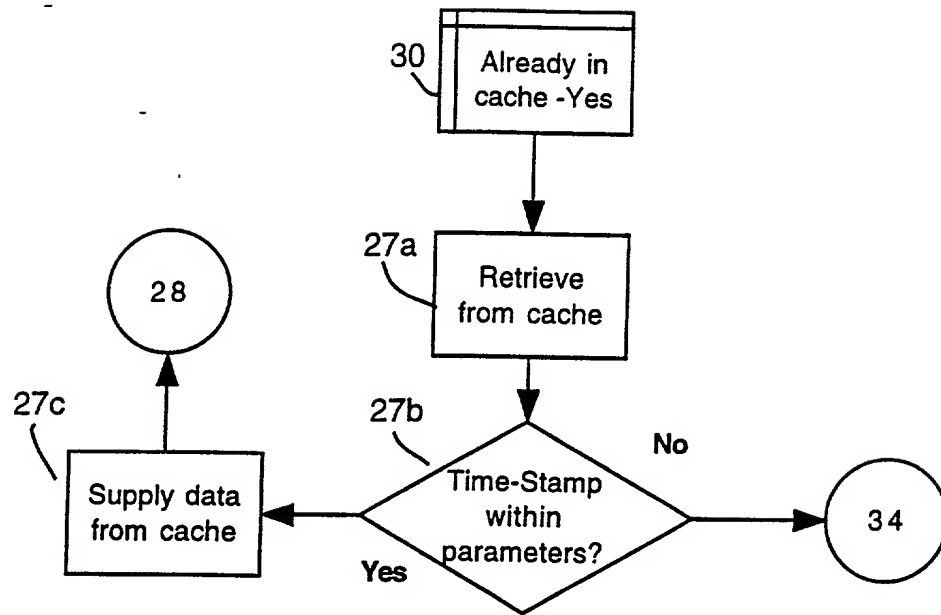 30
Already in
cache -Yes
27a
Retrieve
from cache
28
27c
Supply data
from cache
27b
Time-Stamp
within
parameters?
Yes
No
34